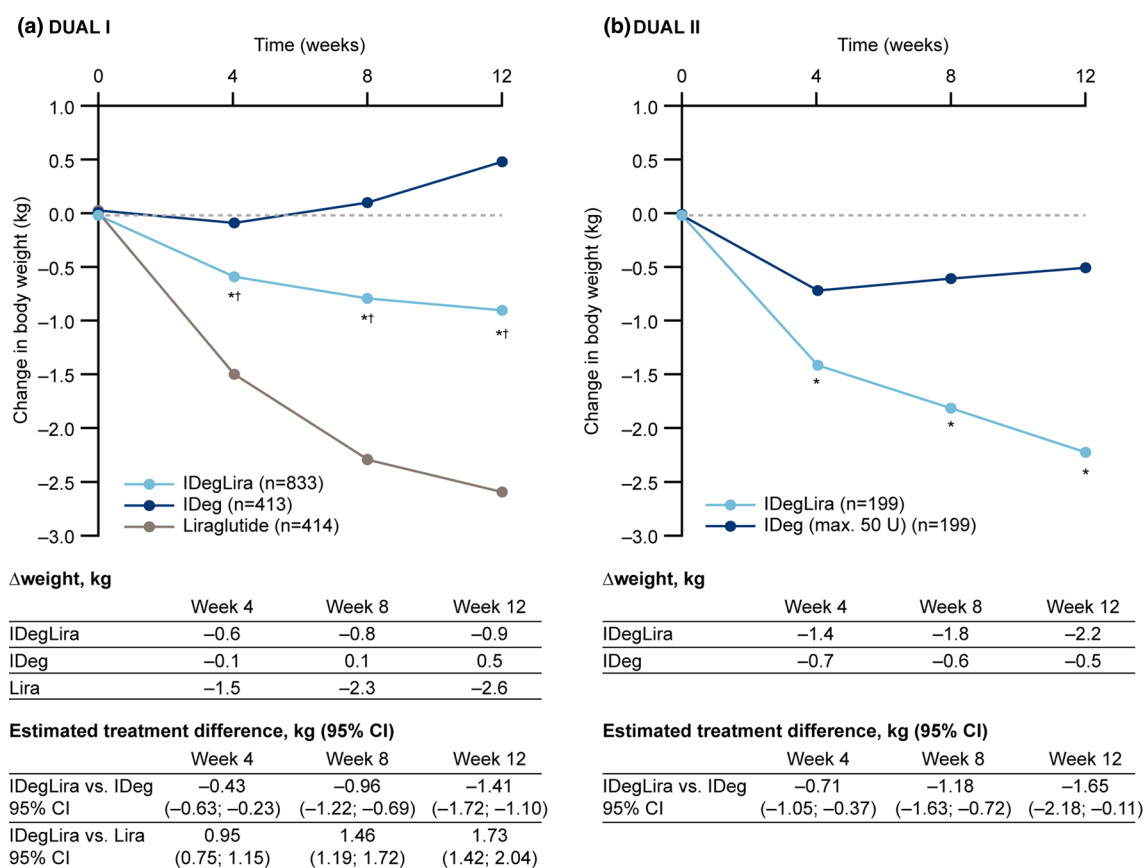 (a) DUAL I
Time (weeks)
0 4 8 12
1.0
0.5
0.0
–0.5
–1.0
–1.5
–2.0
–2.5
–3.0
Change in body weight (kg)
*†
*†
*†
IDegLira (n=833)
IDeg (n=413)
Liraglutide (n=414)
Δweight, kg
Week 4 Week 8 Week 12
IDegLira –0.6 –0.8 –0.9
IDeg –0.1 0.1 0.5
Lira –1.5 –2.3 –2.6
Estimated treatment difference, kg (95% CI)
Week 4 Week 8 Week 12
IDegLira vs. IDeg –0.43 –0.96 –1.41
95% CI (–0.63; –0.23) (–1.22; –0.69) (–1.72; –1.10)
IDegLira vs. Lira 0.95 1.46 1.73
95% CI (0.75; 1.15) (1.19; 1.72) (1.42; 2.04)
(b) DUAL II
Time (weeks)
0 4 8 12
1.0
0.5
0.0
–0.5
–1.0
–1.5
–2.0
–2.5
–3.0
Change in body weight (kg)
*
*
*
IDegLira (n=199)
IDeg (max. 50 U) (n=199)
Δweight, kg
Week 4 Week 8 Week 12
IDegLira –1.4 –1.8 –2.2
IDeg –0.7 –0.6 –0.5
Estimated treatment difference, kg (95% CI)
Week 4 Week 8 Week 12
IDegLira vs. IDeg –0.71 –1.18 –1.65
95% CI (–1.05; –0.37) (–1.63; –0.72) (–2.18; –0.11)